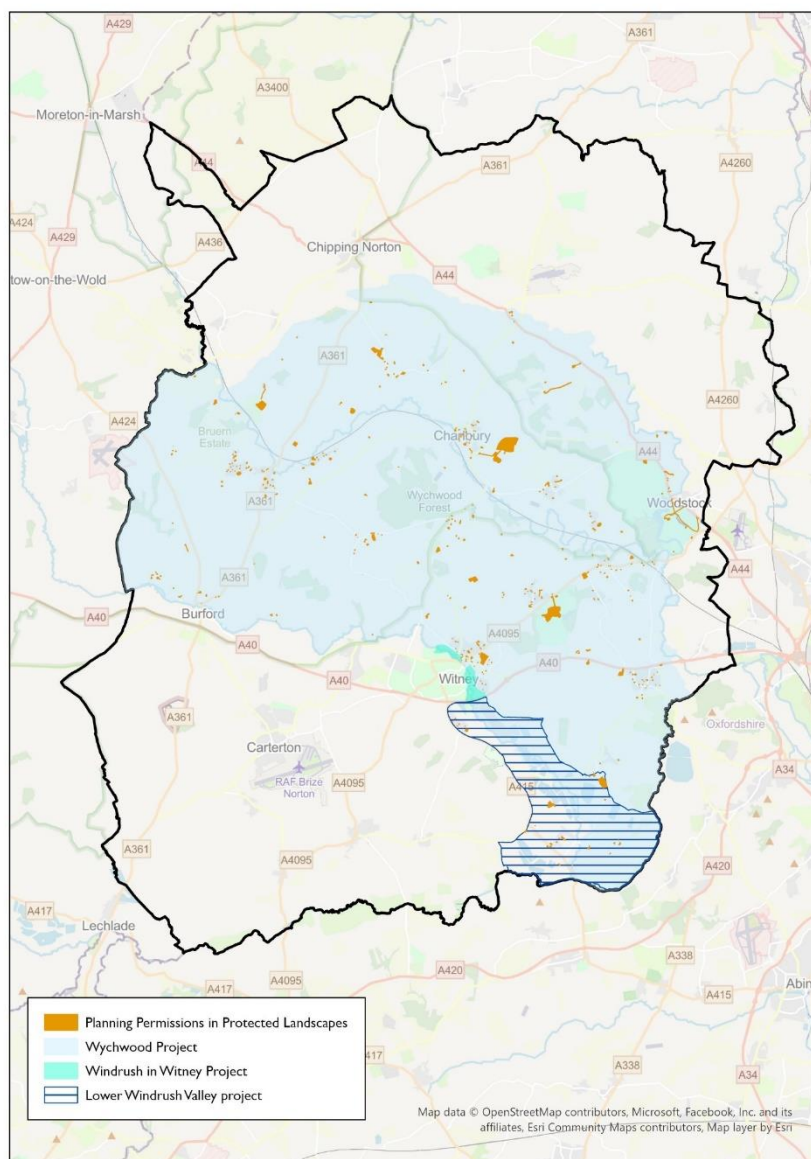 A429
A44
A361
A3400
Moreton-in-Marsh
A4260
A44
A361
A424
A429
A436
Chipping Norton
tow-on-the-Wold
A44
A361
A4260
A424
Bruern
Estate
Charlbury
A44
A361
Wychwood
Forest
Woodstock
A361
A44
A40
Burford
A4095
A40
A40
A40
Witney
Oxfordshire
A361
Carterton
RAF Brize
Norton
A4095
A415
A34
A361
A4095
A420
A417
Lechlade
A417
A4095
A420
A338
A415
Abin
A417
A338
A34
Planning Permissions in Protected Landscapes
Wychwood Project
Windrush in Witney Project
Lower Windrush Valley project
Map data © OpenStreetMap contributors, Microsoft, Facebook, Inc. and its
affiliates, Esri Community Maps contributors, Map layer by Esri